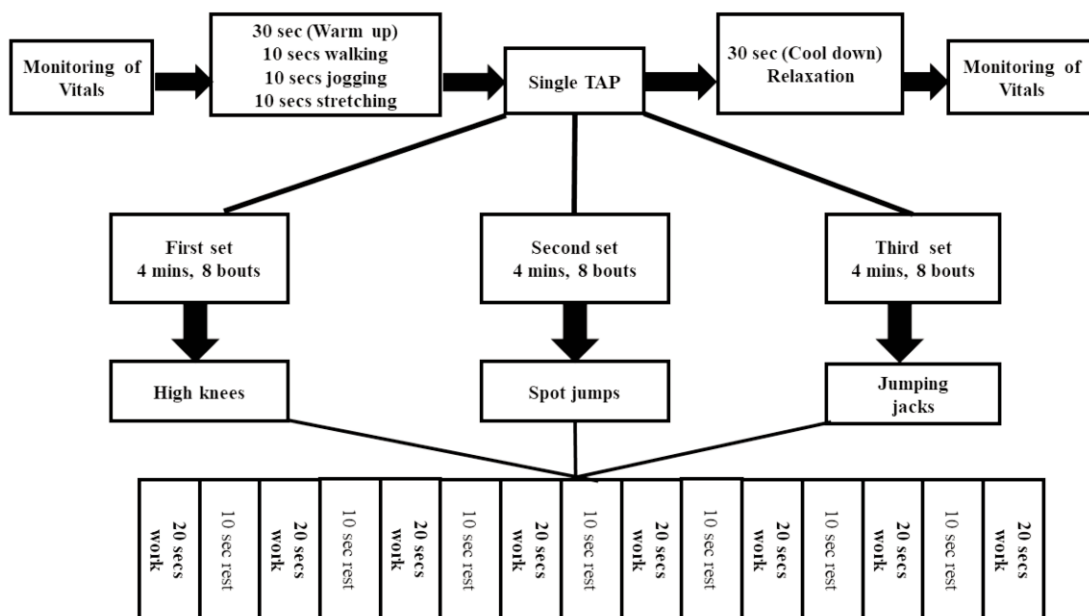 Monitoring of
Vitals
30 sec (Warm up)
10 secs walking
10 secs jogging
10 secs stretching
Single TAP
30 sec (Cool down)
Relaxation
Monitoring of
Vitals
First set
4 mins, 8 bouts
Second set
4 mins, 8 bouts
Third set
4 mins, 8 bouts
High knees
Spot jumps
Jumping
jacks
20 secs
work
10 sec rest
20 secs
work
10 sec rest
20 secs
work
10 sec rest
20 secs
work
10 sec rest
20 secs
work
10 sec rest
20 secs
work
10 sec rest
20 secs
work
10 sec rest
20 secs
work